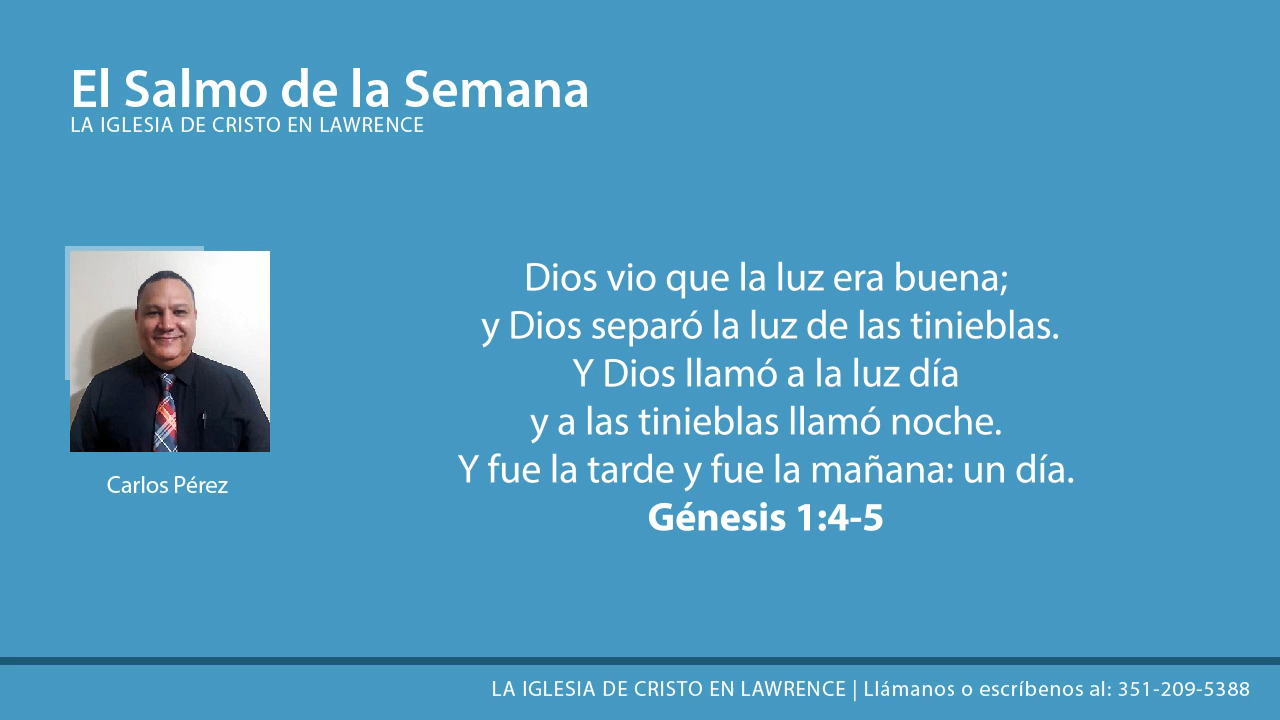 El Salmo de la Semana
LA IGLESIA DE CRISTO EN LAWRENCE
Dios vio que la luz era buena;
y Dios separó la luz de las tinieblas.
Y Dios llamó a la luz día
y a las tinieblas llamó noche.
Y fue la tarde y fue la mañana: un día.
Génesis 1:4-5
Carlos Pérez
LA IGLESIA DE CRISTO EN LAWRENCE | Llámanos o escríbenos al: 351-209-5388